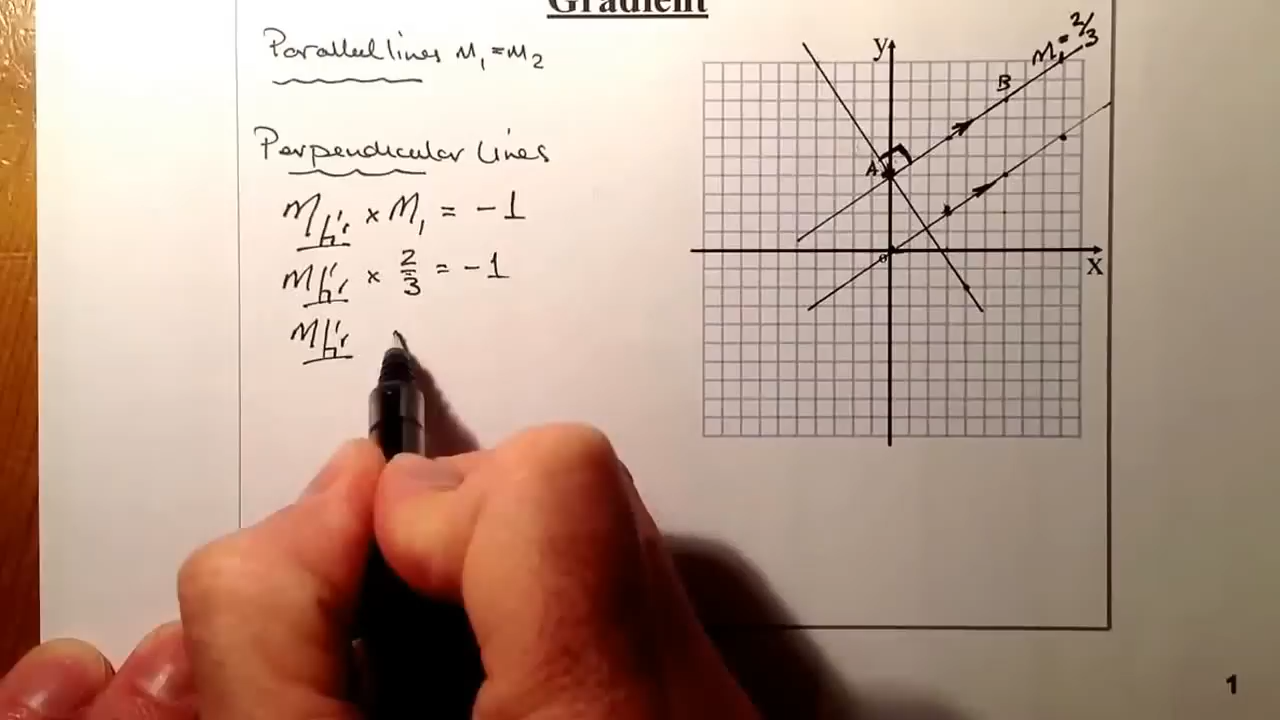 Gradient
Parallel lines M₁ = M₂
Perpendicular lines
M p'r × M₁ = -1
M p'r × 2/3 = -1
M p'r
y
M₁ = 2/3
B
A
o
x
1